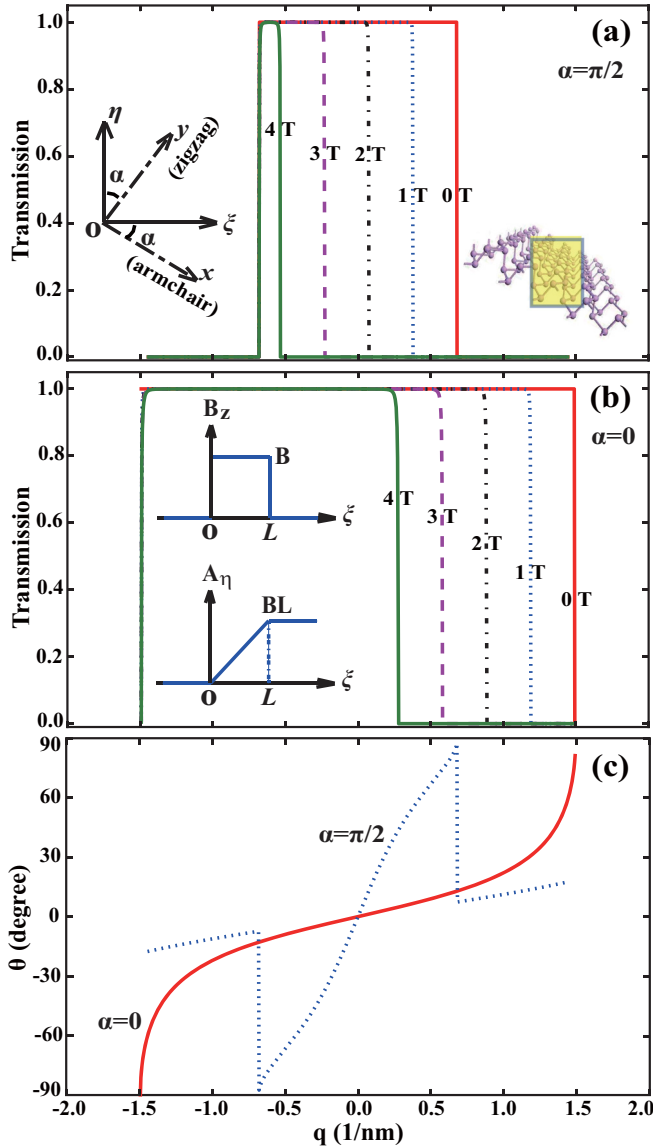 1.0
0.8
0.6
0.4
0.2
0.0
Transmission
(a)
α=π/2
η
y
(zigzag)
α
O
ξ
α
x
(armchair)
4 T
3 T
2 T
1 T
0 T
1.0
0.8
0.6
0.4
0.2
0.0
Transmission
(b)
α=0
Bz
B
O
L
ξ
Aη
BL
O
L
ξ
4 T
3 T
2 T
1 T
0 T
90
60
30
0
-30
-60
-90
θ (degree)
(c)
α=π/2
α=0
-2.0 -1.5 -1.0 -0.5 0.0 0.5 1.0 1.5 2.0
q (1/nm)